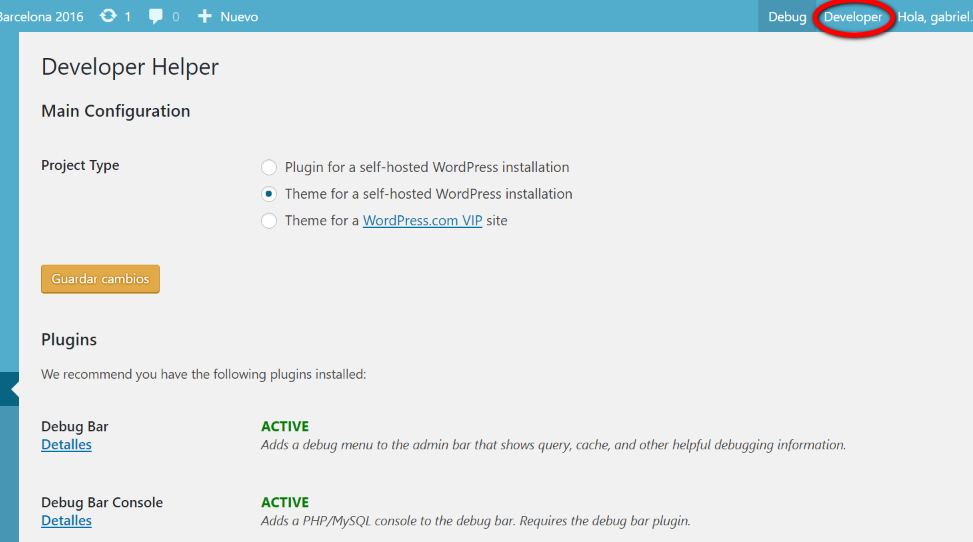 Barcelona 2016 1 0 Nuevo Debug Developer Hola, gabriel.
Developer Helper
Main Configuration
Project Type
Plugin for a self-hosted WordPress installation
Theme for a self-hosted WordPress installation
Theme for a WordPress.com VIP site
Guardar cambios
Plugins
We recommend you have the following plugins installed:
Debug Bar ACTIVE
Detalles Adds a debug menu to the admin bar that shows query, cache, and other helpful debugging information.
Debug Bar Console ACTIVE
Detalles Adds a PHP/MySQL console to the debug bar. Requires the debug bar plugin.